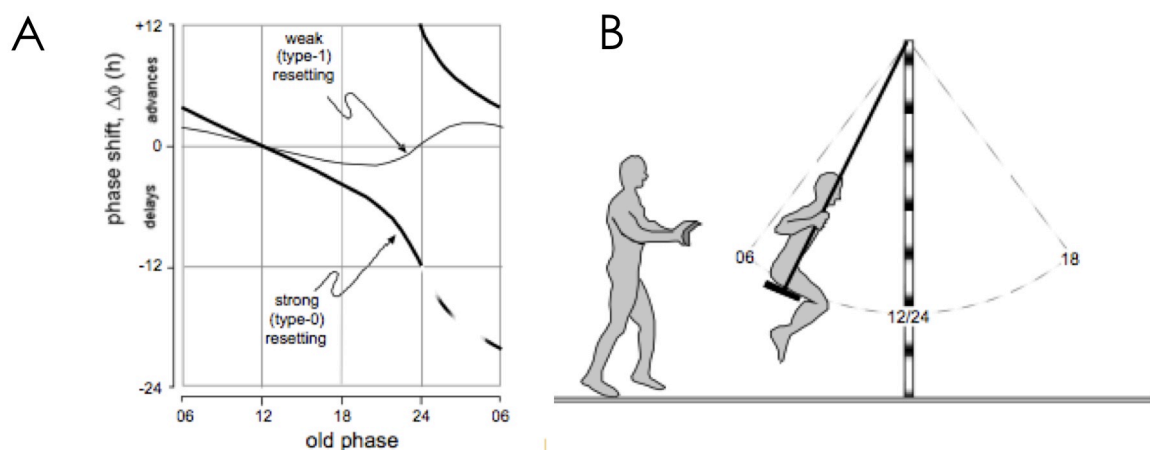 A
B
phase shift, Δϕ (h)
advances
delays
+12
0
-12
-24
weak
(type-1)
resetting
strong
(type-0)
resetting
06
12
18
24
06
old phase
06
18
12/24